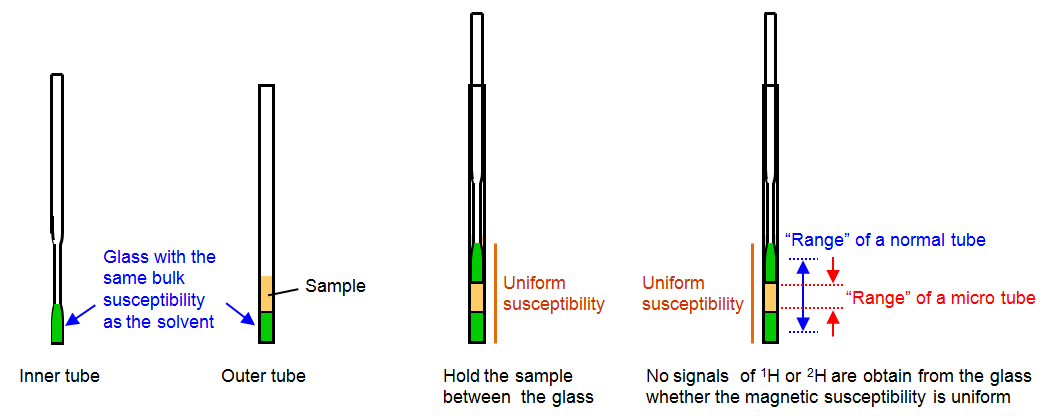 Glass with the
same bulk
susceptibility
as the solvent
Sample
Inner tube
Outer tube
Uniform
susceptibility
Hold the sample
between the glass
Uniform
susceptibility
“Range” of a normal tube
“Range” of a micro tube
No signals of ¹H or ²H are obtain from the glass
whether the magnetic susceptibility is uniform